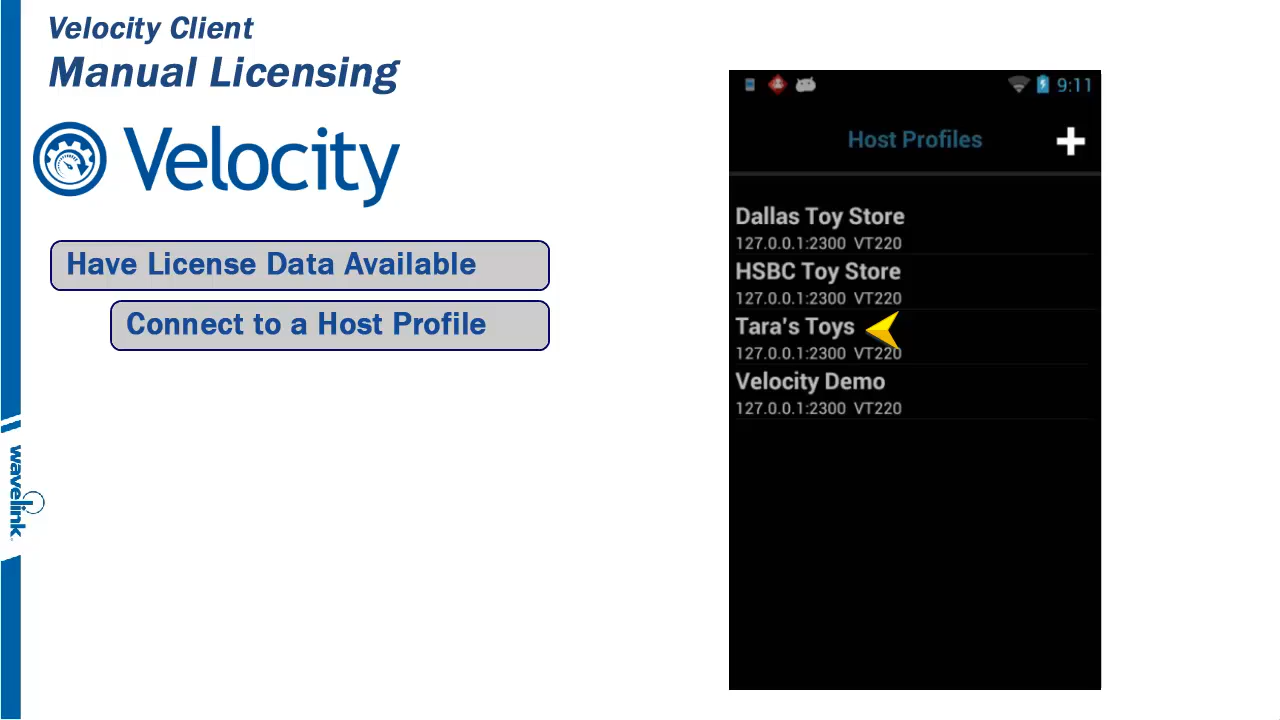 Velocity Client
Manual Licensing
Velocity
Have License Data Available
Connect to a Host Profile
wavelink
9:11
Host Profiles
Dallas Toy Store
127.0.0.1:2300 VT220
HSBC Toy Store
127.0.0.1:2300 VT220
Tara's Toys
127.0.0.1:2300 VT220
Velocity Demo
127.0.0.1:2300 VT220